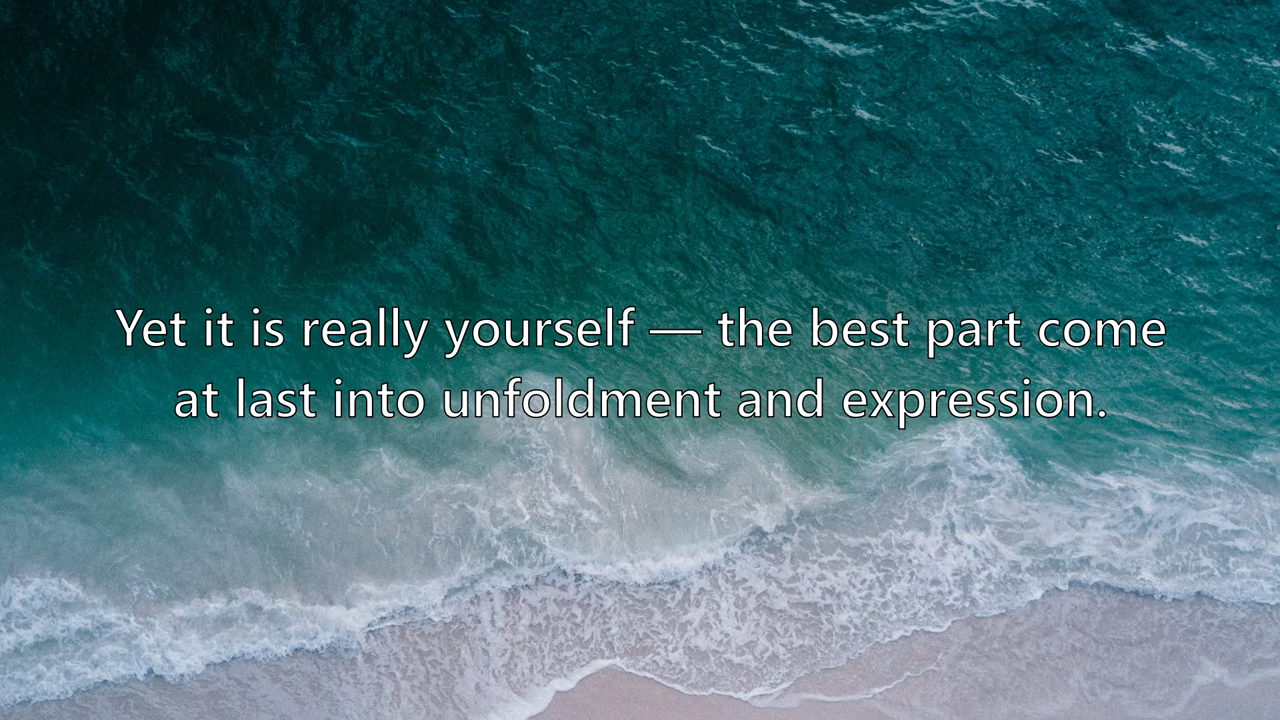 Yet it is really yourself — the best part come
at last into unfoldment and expression.